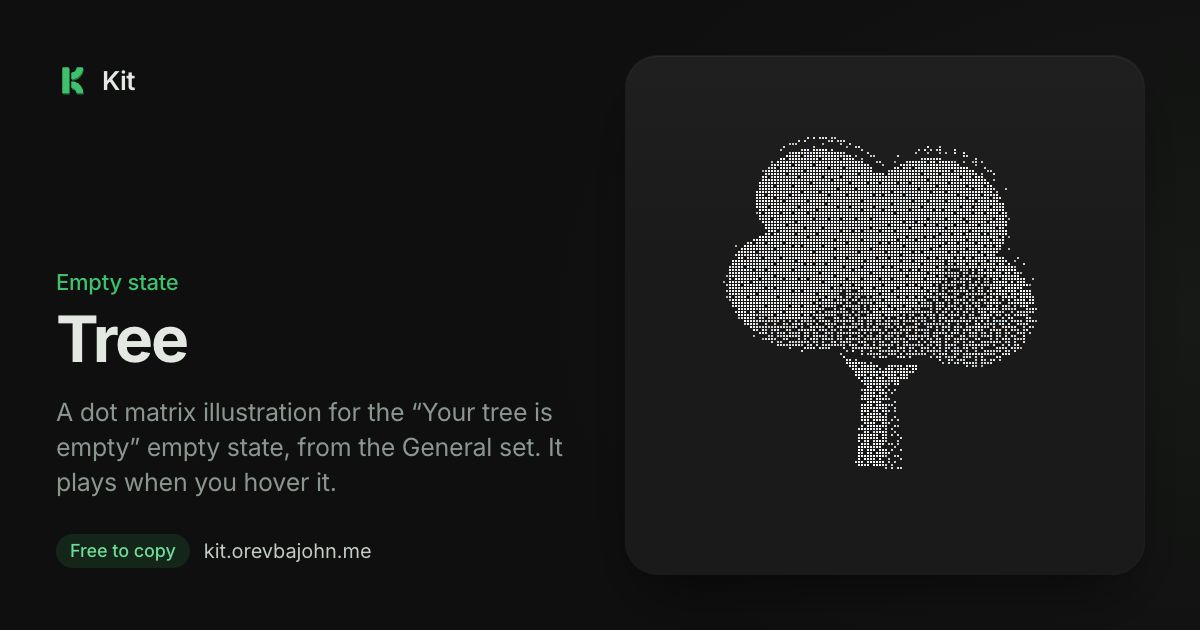 Kit
Empty state
Tree
A dot matrix illustration for the “Your tree is
empty” empty state, from the General set. It
plays when you hover it.
Free to copy
kit.orevbajohn.me